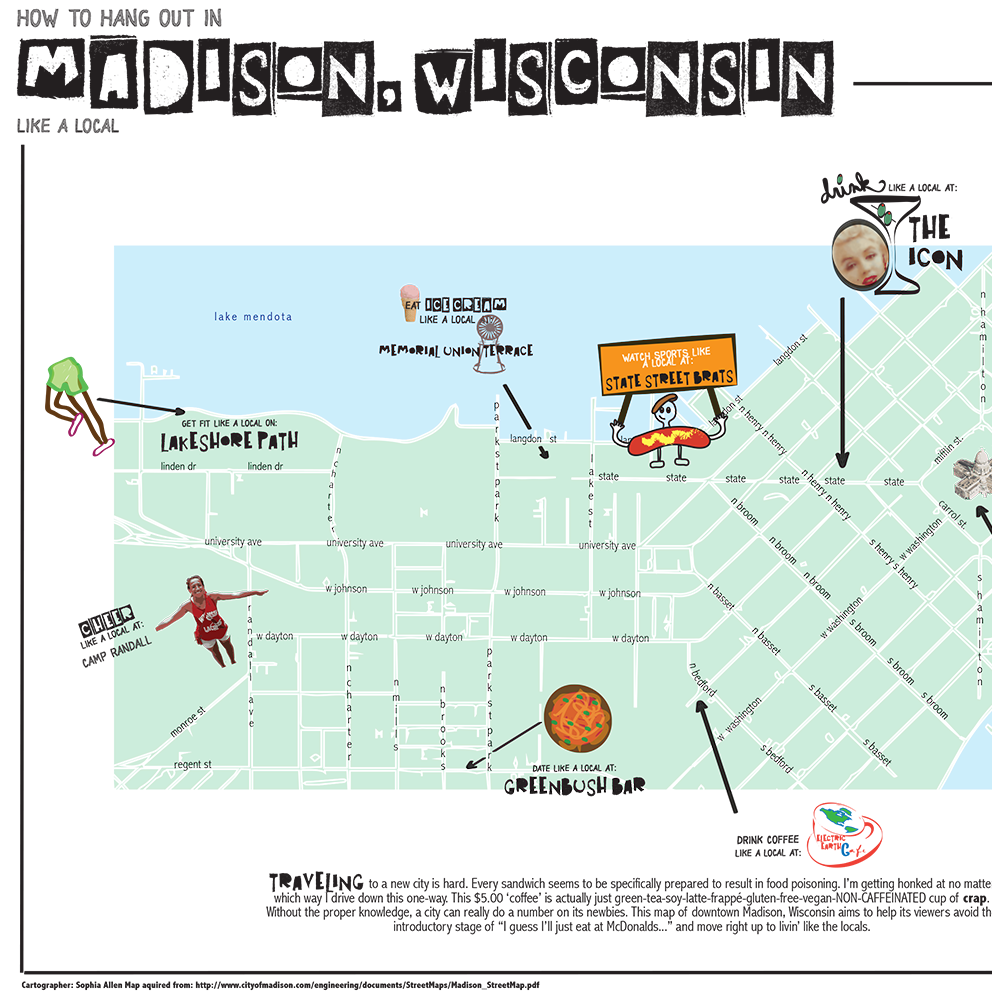 HOW TO HANG OUT IN
MADISON, WISCONSIN
LIKE A LOCAL
drink LIKE A LOCAL AT:
THE
ICON
lake mendota
EAT ICE CREAM
LIKE A LOCAL AT:
MEMORIAL UNION TERRACE
WATCH SPORTS LIKE
A LOCAL AT:
STATE STREET BRATS
GET FIT LIKE A LOCAL ON:
LAKESHORE PATH
langdon st
langdon st
n hamilton
linden dr
linden dr
n charter
park st park
lake st
state
state
state
state
state
state
n henry n henry
n henry n henry
mifflin st.
carrol st.
w washington
s henry s henry
n broom
n broom
n broom
s broom
s broom
s broom
university ave
university ave
university ave
university ave
w johnson
w johnson
w johnson
w johnson
n basset
n basset
s basset
s basset
w washington
s hamilton
CHEER
LIKE A LOCAL AT:
CAMP RANDALL
randall ave
w dayton
w dayton
w dayton
w dayton
w dayton
n charter
n mills
n brooks
park st park
n bedford
w washington
s bedford
monroe st
regent st
DATE LIKE A LOCAL AT:
GREENBUSH BAR
DRINK COFFEE
LIKE A LOCAL AT:
ELECTRIC
EARTH
Cafe
TRAVELING to a new city is hard. Every sandwich seems to be specifically prepared to result in food poisoning. I'm getting honked at no matte
which way I drive down this one-way. This $5.00 'coffee' is actually just green-tea-soy-latte-frappé-gluten-free-vegan-NON-CAFFEINATED cup of crap.
Without the proper knowledge, a city can really do a number on its newbies. This map of downtown Madison, Wisconsin aims to help its viewers avoid th
introductory stage of "I guess I'll just eat at McDonalds..." and move right up to livin' like the locals.
Cartographer: Sophia Allen Map aquired from: http://www.cityofmadison.com/engineering/documents/StreetMaps/Madison_StreetMap.pdf